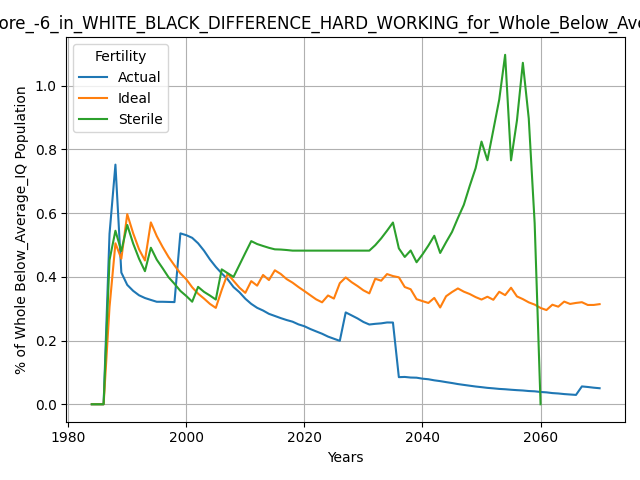 ore_-6_in_WHITE_BLACK_DIFFERENCE_HARD_WORKING_for_Whole_Below_Ave
Fertility
Actual
Ideal
Sterile
% of Whole Below_Average_IQ Population
1.0
0.8
0.6
0.4
0.2
0.0
1980 2000 2020 2040 2060
Years